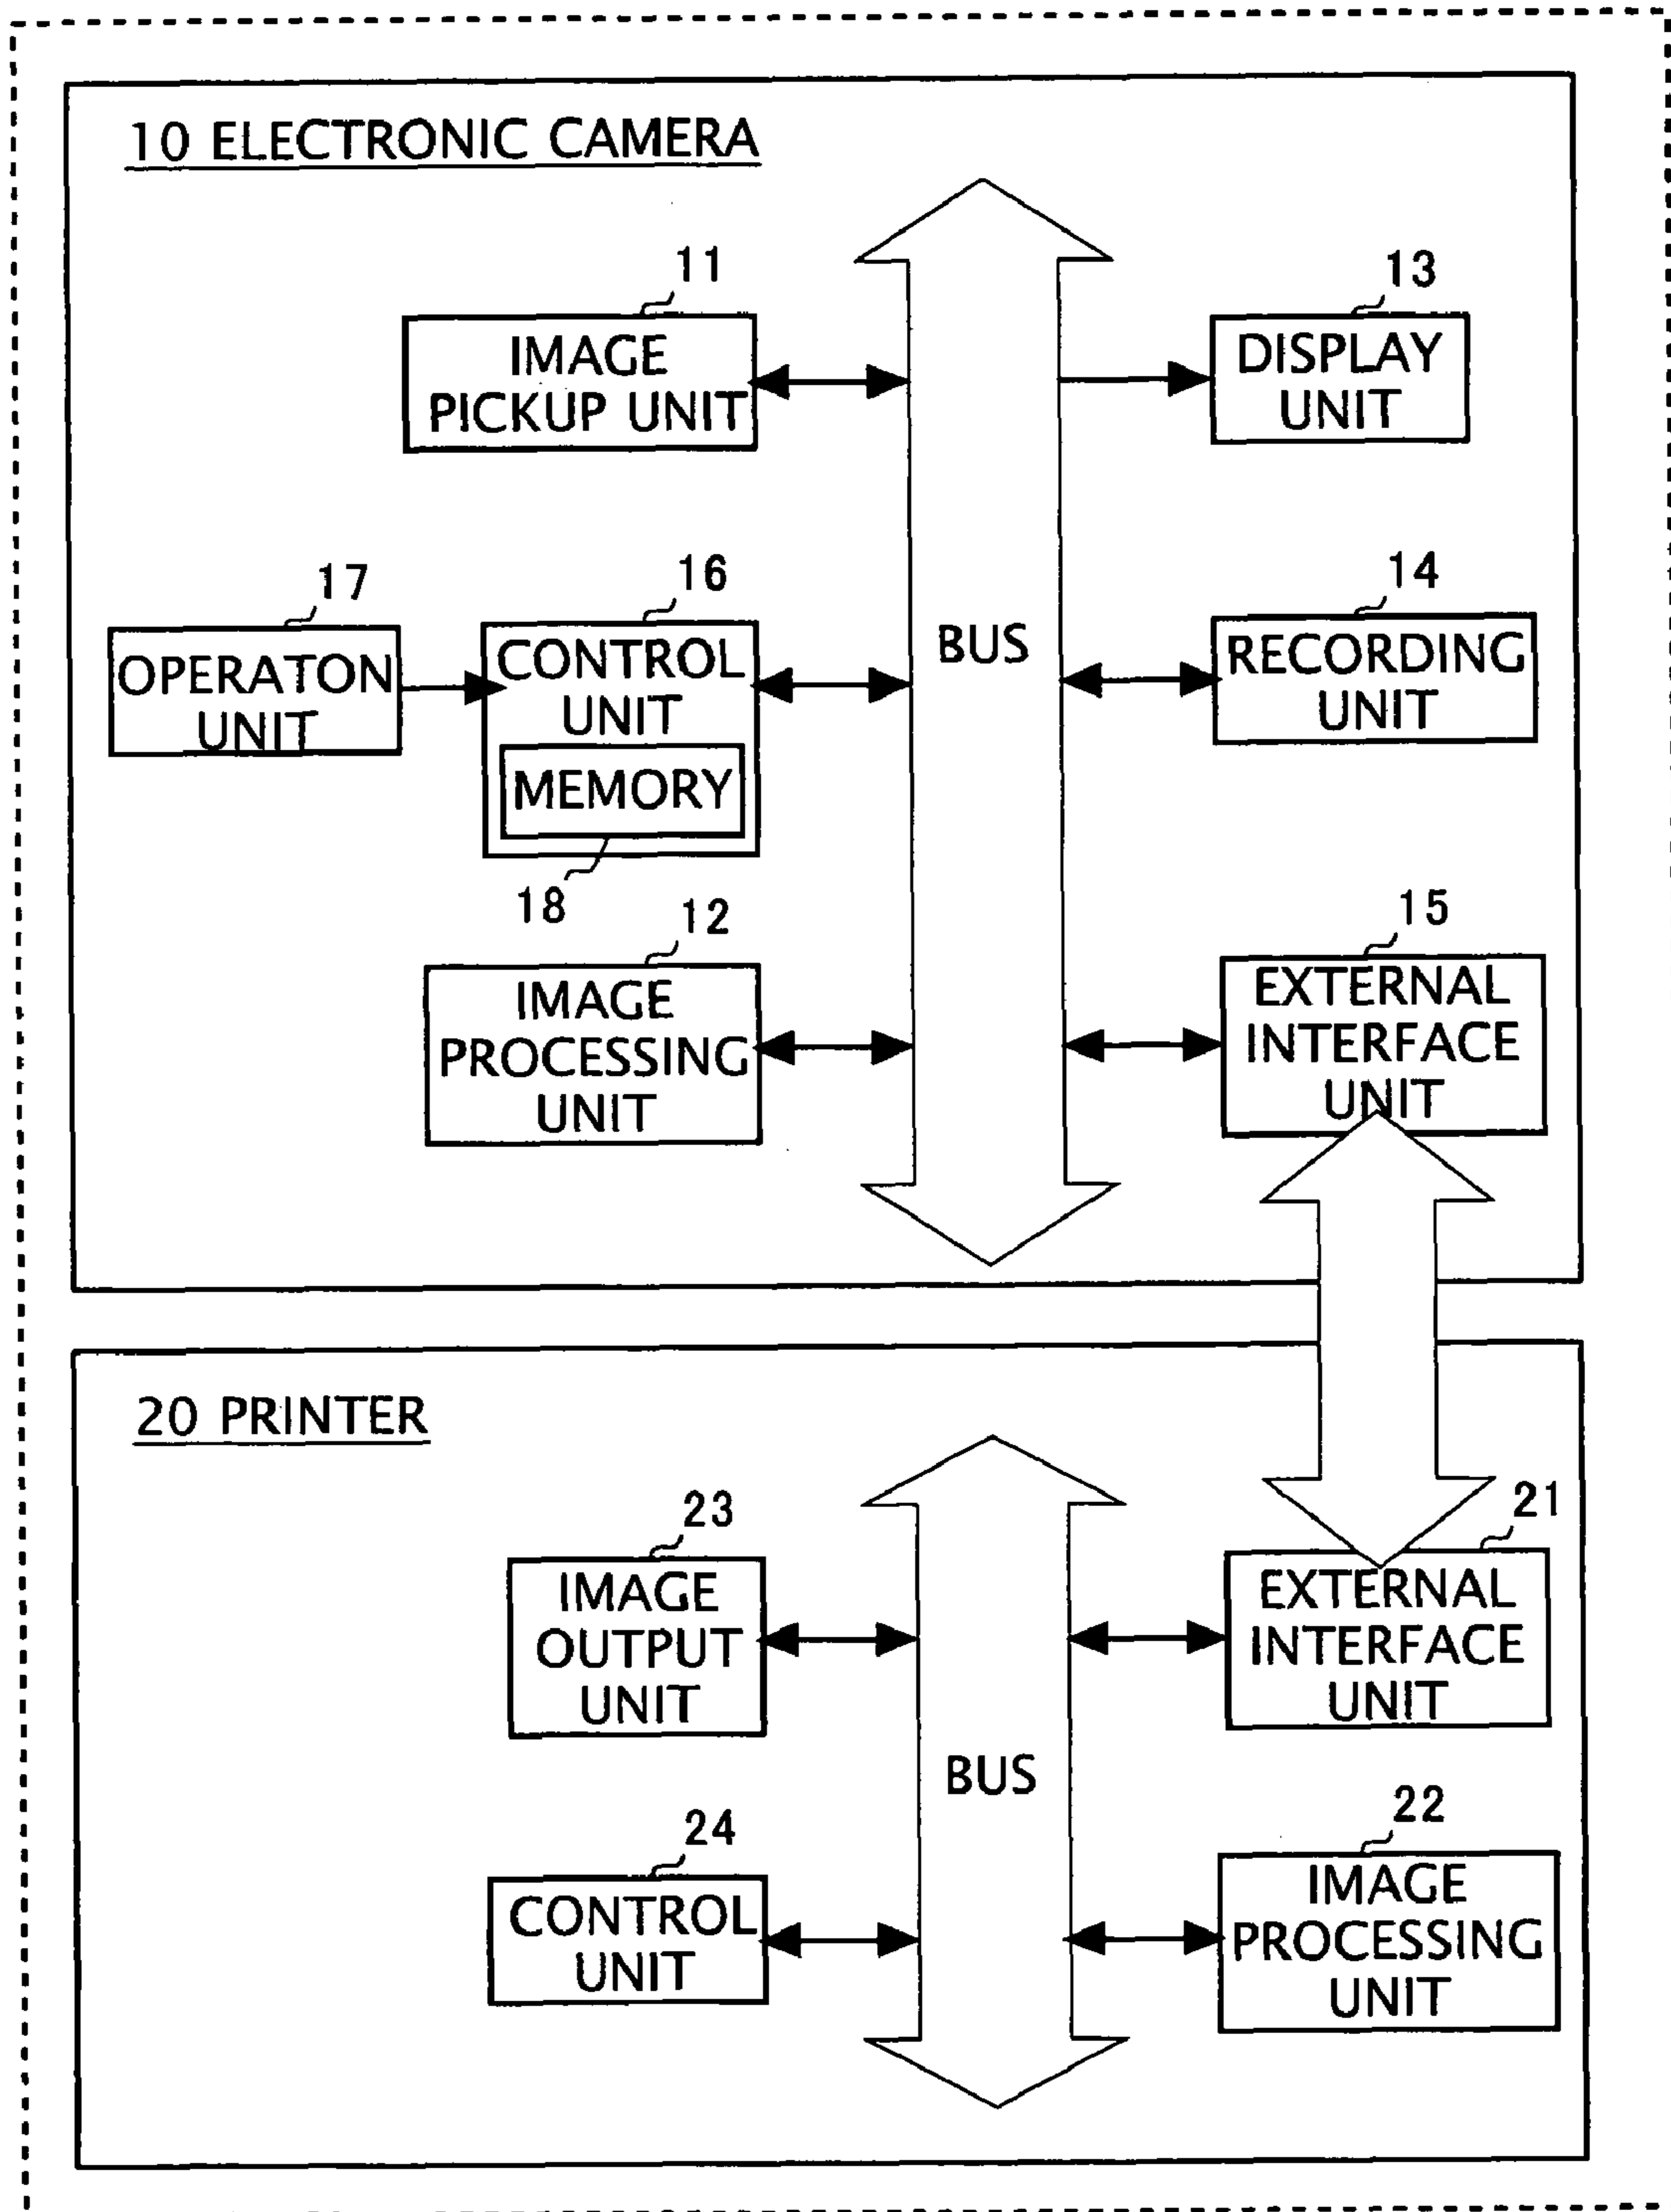 10 ELECTRONIC CAMERA
11
IMAGE
PICKUP UNIT
13
DISPLAY
UNIT
17
OPERATON
UNIT
16
CONTROL
UNIT
MEMORY
18
BUS
14
RECORDING
UNIT
12
IMAGE
PROCESSING
UNIT
15
EXTERNAL
INTERFACE
UNIT
20 PRINTER
23
IMAGE
OUTPUT
UNIT
21
EXTERNAL
INTERFACE
UNIT
BUS
24
CONTROL
UNIT
22
IMAGE
PROCESSING
UNIT